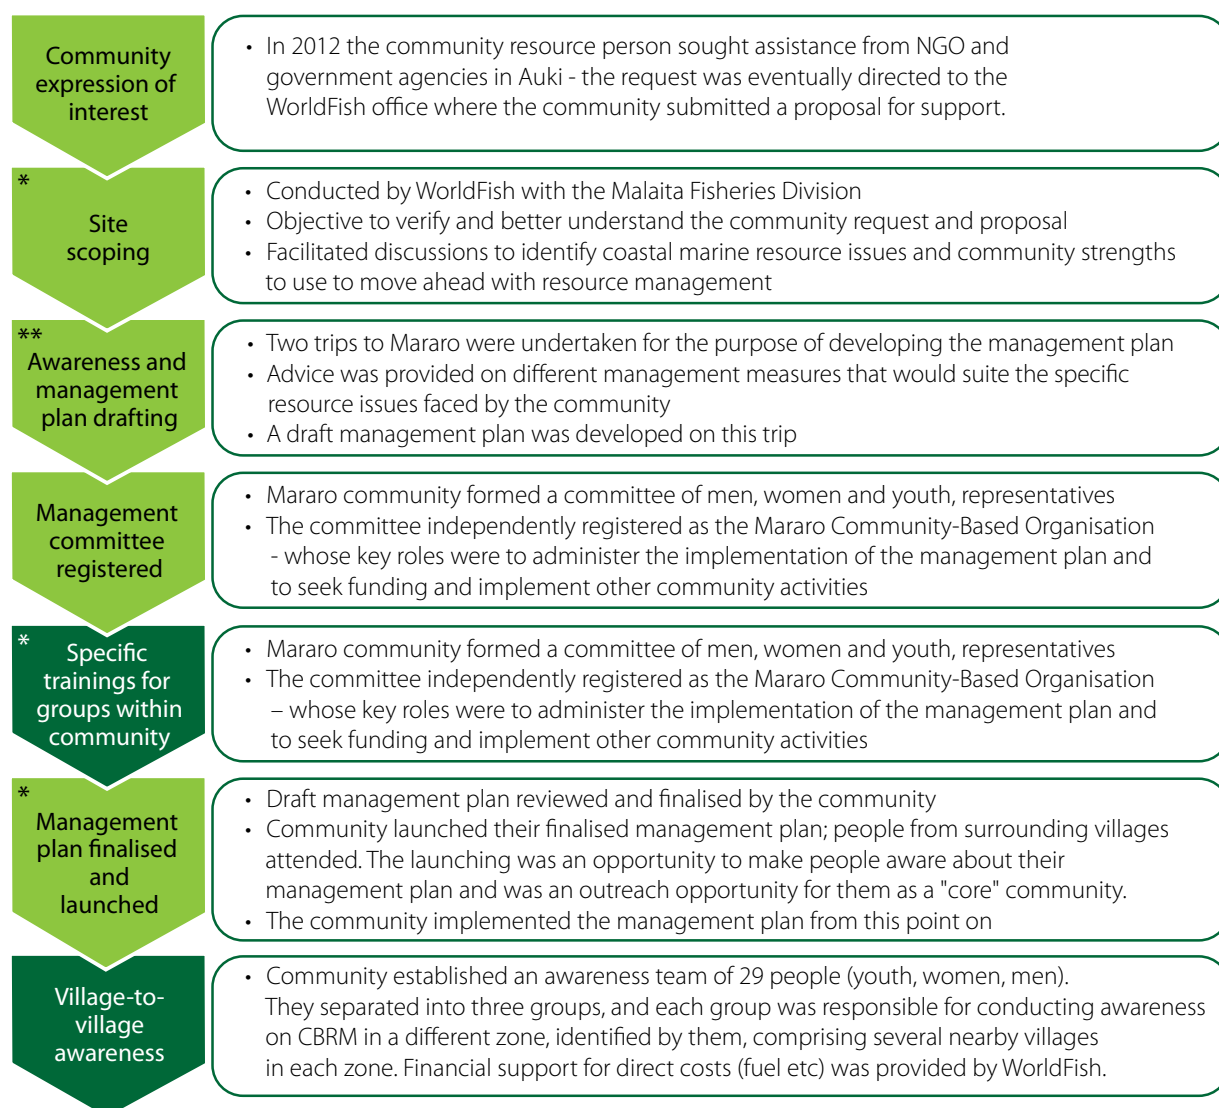 Community
expression of
interest
• In 2012 the community resource person sought assistance from NGO and
government agencies in Auki - the request was eventually directed to the
WorldFish office where the community submitted a proposal for support.
*
Site
scoping
• Conducted by WorldFish with the Malaita Fisheries Division
• Objective to verify and better understand the community request and proposal
• Facilitated discussions to identify coastal marine resource issues and community strengths
to use to move ahead with resource management
**
Awareness and
management
plan drafting
• Two trips to Mararo were undertaken for the purpose of developing the management plan
• Advice was provided on different management measures that would suite the specific
resource issues faced by the community
• A draft management plan was developed on this trip
Management
committee
registered
• Mararo community formed a committee of men, women and youth, representatives
• The committee independently registered as the Mararo Community-Based Organisation
- whose key roles were to administer the implementation of the management plan and
to seek funding and implement other community activities
*
Specific
trainings for
groups within
community
• Mararo community formed a committee of men, women and youth, representatives
• The committee independently registered as the Mararo Community-Based Organisation
– whose key roles were to administer the implementation of the management plan and
to seek funding and implement other community activities
*
Management
plan finalised
and
launched
• Draft management plan reviewed and finalised by the community
• Community launched their finalised management plan; people from surrounding villages
attended. The launching was an opportunity to make people aware about their
management plan and was an outreach opportunity for them as a "core" community.
• The community implemented the management plan from this point on
Village-to-
village
awareness
• Community established an awareness team of 29 people (youth, women, men).
They separated into three groups, and each group was responsible for conducting awareness
on CBRM in a different zone, identified by them, comprising several nearby villages
in each zone. Financial support for direct costs (fuel etc) was provided by WorldFish.